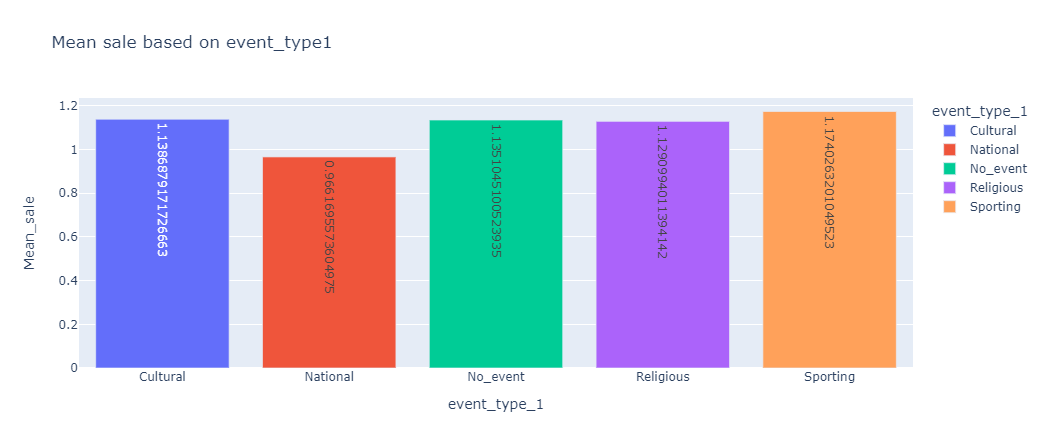 Mean sale based on event_type1
event_type_1
Cultural
National
No_event
Religious
Sporting
Mean_sale
1.2
1
0.8
0.6
0.4
0.2
0
1.1386879171726663
0.9661695573604975
1.1351045100523935
1.1290994011394142
1.1740263201049523
Cultural
National
No_event
Religious
Sporting
event_type_1